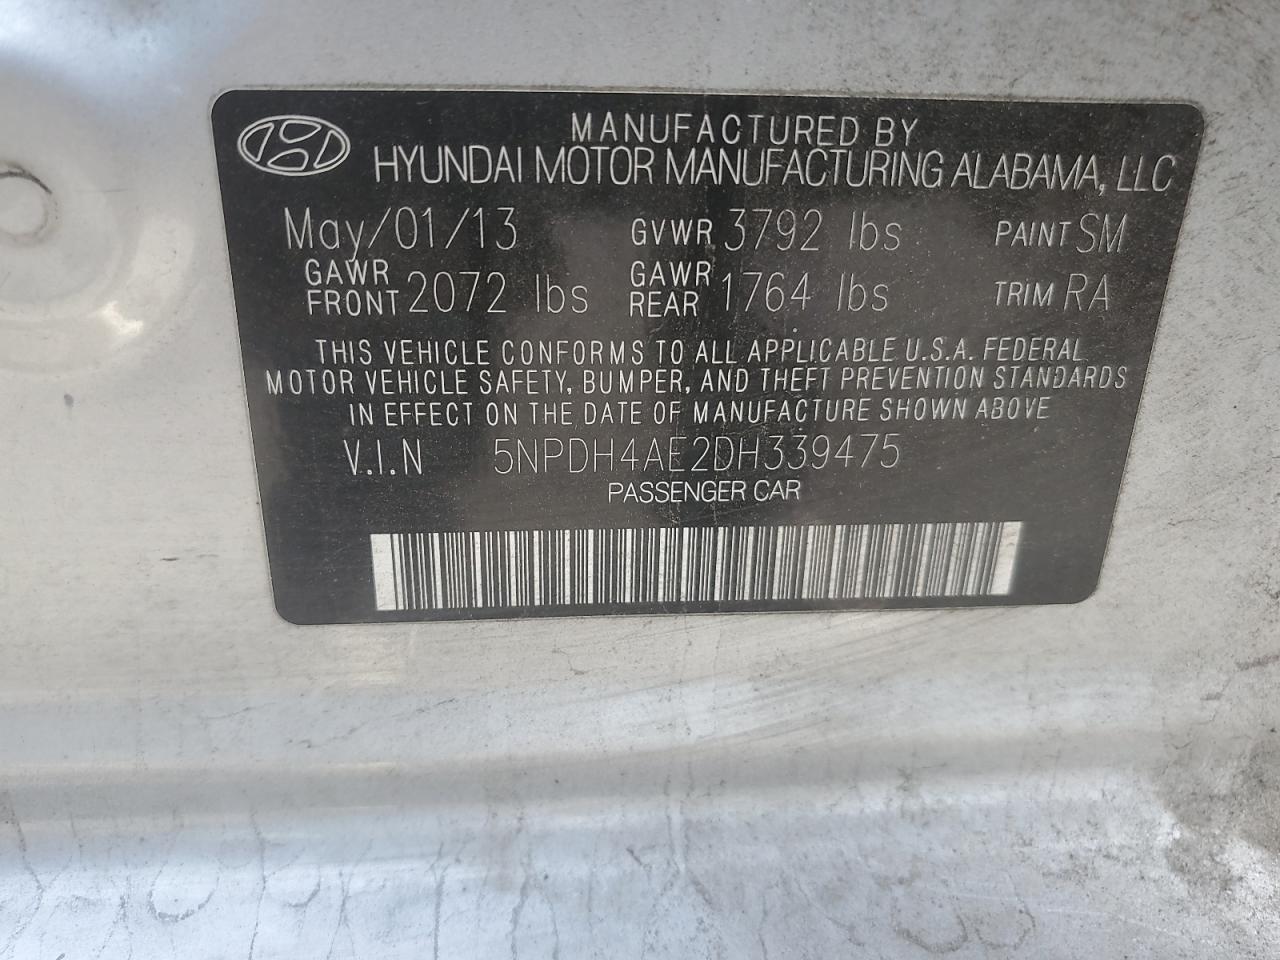 MANUFACTURED BY
HYUNDAI MOTOR MANUFACTURING ALABAMA, LLC
May/01/13 GVWR 3792 lbs PAINT SM
GAWR FRONT 2072 lbs GAWR REAR 1764 lbs TRIM RA
THIS VEHICLE CONFORMS TO ALL APPLICABLE U.S.A. FEDERAL
MOTOR VEHICLE SAFETY, BUMPER, AND THEFT PREVENTION STANDARDS
IN EFFECT ON THE DATE OF MANUFACTURE SHOWN ABOVE
V.I.N 5NPDH4AE2DH339475
PASSENGER CAR